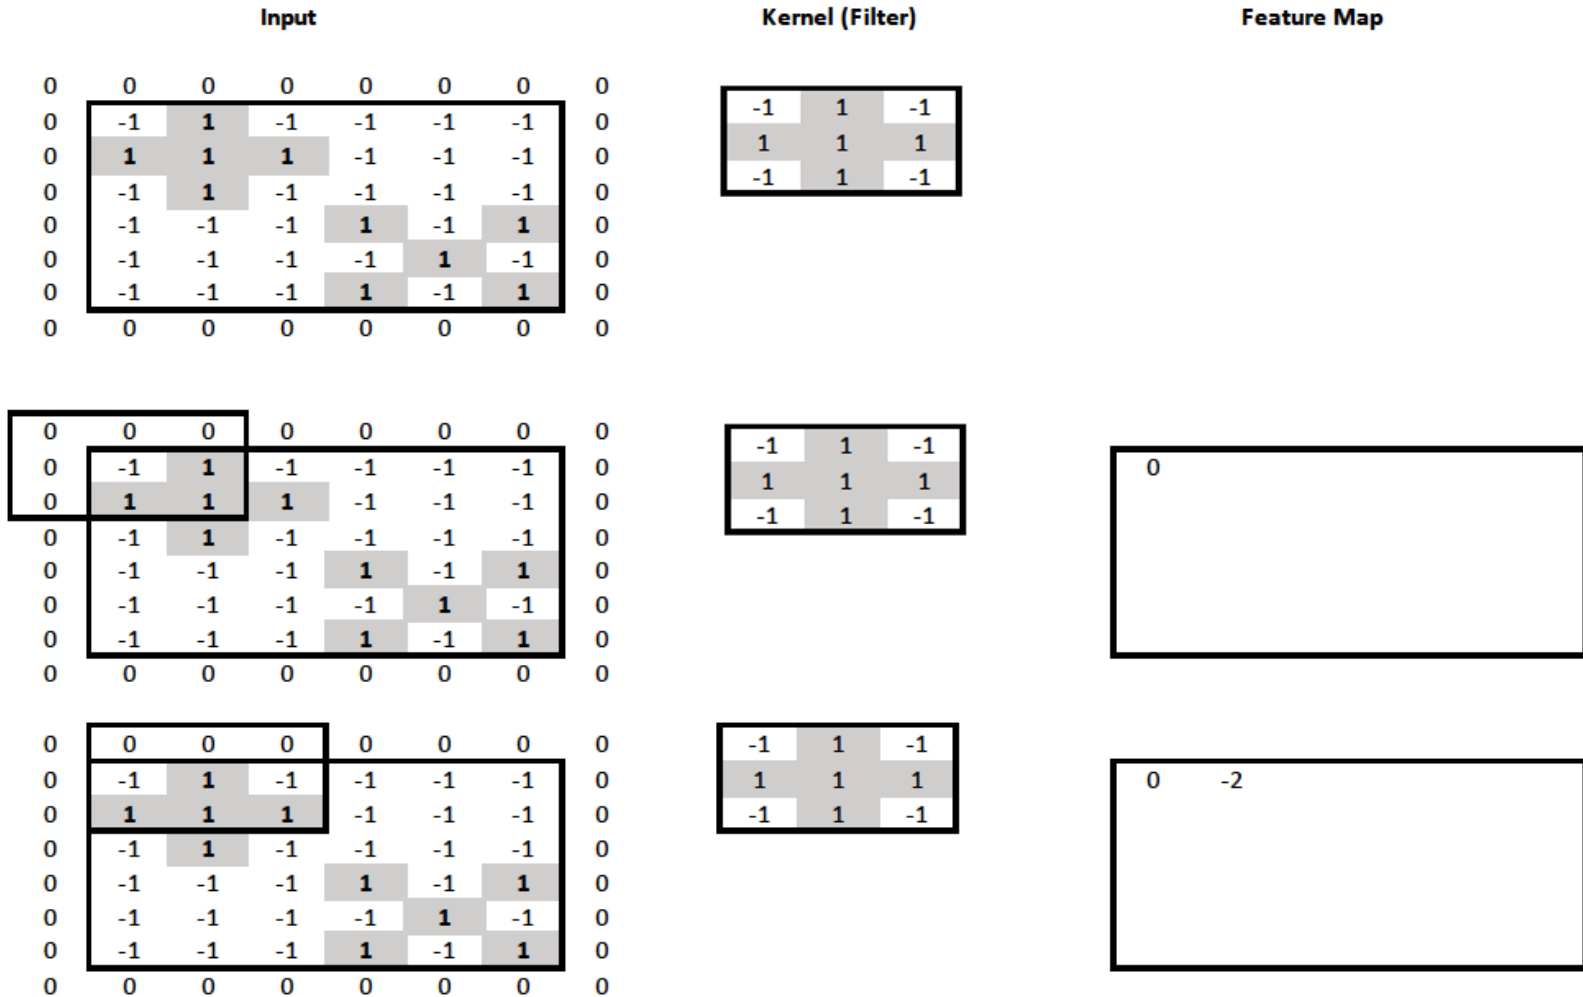 Input Kernel (Filter) Feature Map
0 0 0 0 0 0 0 0
0 -1 1 -1 -1 -1 -1 0 -1 1 -1
0 1 1 1 -1 -1 -1 0 1 1 1
0 -1 1 -1 -1 -1 -1 0 -1 1 -1
0 -1 -1 -1 1 -1 1 0
0 -1 -1 -1 -1 1 -1 0
0 -1 -1 -1 1 -1 1 0
0 0 0 0 0 0 0 0
0 0 0 0 0 0 0 0 -1 1 -1
0 -1 1 -1 -1 -1 -1 0 1 1 1 0
0 1 1 1 -1 -1 -1 0 -1 1 -1
0 -1 1 -1 -1 -1 -1 0
0 -1 -1 -1 1 -1 1 0
0 -1 -1 -1 -1 1 -1 0
0 -1 -1 -1 1 -1 1 0
0 0 0 0 0 0 0 0
0 0 0 0 0 0 0 0 -1 1 -1
0 -1 1 -1 -1 -1 -1 0 1 1 1 0 -2
0 1 1 1 -1 -1 -1 0 -1 1 -1
0 -1 1 -1 -1 -1 -1 0
0 -1 -1 -1 1 -1 1 0
0 -1 -1 -1 -1 1 -1 0
0 -1 -1 -1 1 -1 1 0
0 0 0 0 0 0 0 0